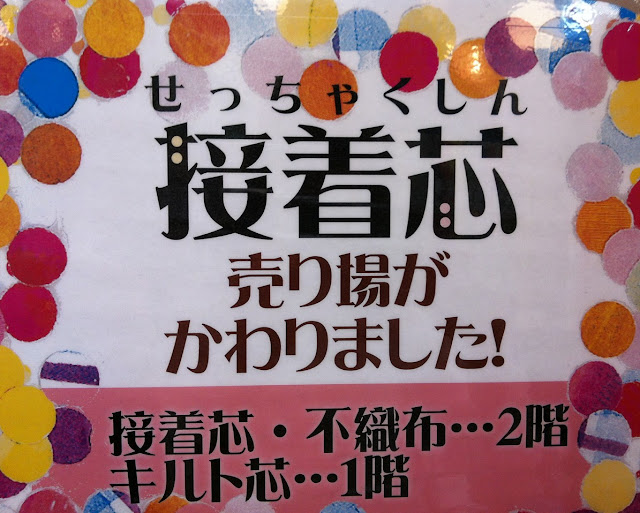 せっちゃくしん
接着芯
売り場が
かわりました!
接着芯・不織布…2階
キルト芯…1階